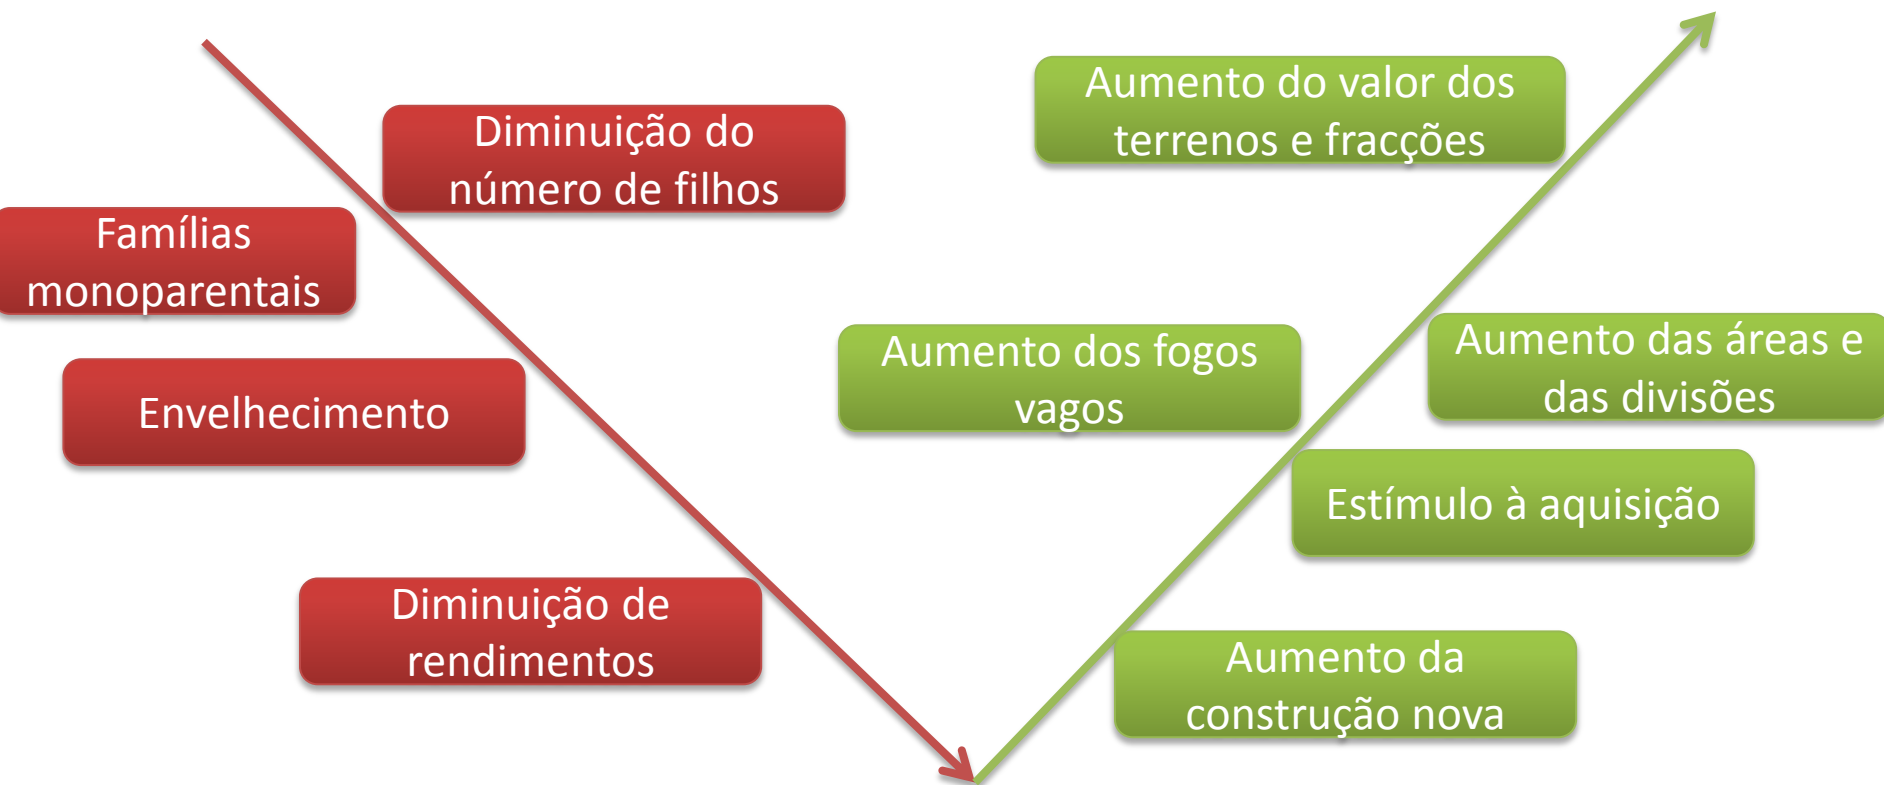 Diminuição do
número de filhos
Famílias
monoparentais
Envelhecimento
Diminuição de
rendimentos
Aumento do valor dos
terrenos e fracções
Aumento dos fogos
vagos
Aumento das áreas e
das divisões
Estímulo à aquisição
Aumento da
construção nova